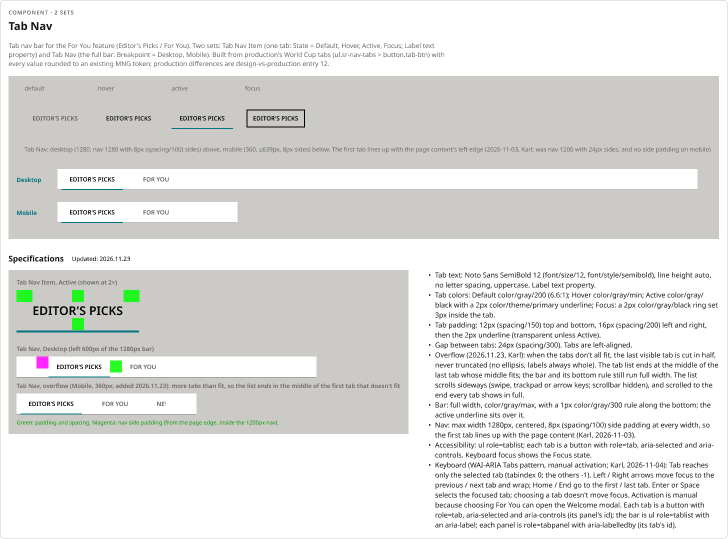 COMPONENT · 2 SETS
Tab Nav
Tab nav bar for the For You feature (Editor's Picks / For You). Two sets: Tab Nav Item (one tab: State = Default, Hover, Active, Focus; Label text
property) and Tab Nav (the full bar: Breakpoint = Desktop, Mobile). Built from production's World Cup tabs (ul.sr-nav-tabs > button.tab-btn) with
every value rounded to an existing MNG token; production differences are design-vs-production entry 12.
default hover active focus
EDITOR'S PICKS EDITOR'S PICKS EDITOR'S PICKS EDITOR'S PICKS
Tab Nav: desktop (1280, nav 1280 with 8px (spacing/100) sides) above, mobile (360, ≤639px, 8px sides) below. The first tab lines up with the page content's left edge (2026-11-03, Karl: was nav 1200 with 24px sides, and no side padding on mobile)
Desktop EDITOR'S PICKS FOR YOU
Mobile EDITOR'S PICKS FOR YOU
Specifications Updated: 2026.11.23
Tab Nav Item, Active (shown at 2×)
EDITOR'S PICKS
Tab Nav, Desktop (left 600px of the 1280px bar)
EDITOR'S PICKS FOR YOU
Tab Nav, overflow (Mobile, 360px; added 2026.11.23): more tabs than fit, so the list ends in the middle of the first tab that doesn't fit
EDITOR'S PICKS FOR YOU NE
Green: padding and spacing. Magenta: nav side padding (from the page edge, inside the 1200px nav).
• Tab text: Noto Sans SemiBold 12 (font/size/12, font/style/semibold), line height auto,
no letter spacing, uppercase. Label text property.
• Tab colors: Default color/gray/200 (6.6:1); Hover color/gray/min; Active color/gray/
black with a 2px color/theme/primary/underline; Focus: a 2px color/gray/black ring set
3px inside the tab.
• Tab padding: 12px (spacing/150) top and bottom, 16px (spacing/200) left and right,
then the 2px underline (transparent unless Active).
• Gap between tabs: 24px (spacing/300). Tabs are left-aligned.
• Overflow (2026.11.23, Karl): when the tabs don't all fit, the last visible tab is cut in half,
never truncated (no ellipsis, labels always whole). The tab list ends at the middle of the
last tab whose middle fits; the bar and its bottom rule still run full width. The list
scrolls sideways (swipe, trackpad or arrow keys; scrollbar hidden), and scrolled to the
end every tab shows in full.
• Bar: full width, color/gray/max, with a 1px color/gray/300 rule along the bottom; the
active underline sits over it.
• Nav: max width 1280px, centered, 8px (spacing/100) side padding at every width, so
the first tab lines up with the page content (Karl, 2026-11-03).
• Accessibility: ul role=tablist; each tab is a button with role=tab, aria-selected and aria-
controls. Keyboard focus shows the Focus state.
• Keyboard (WAI-ARIA Tabs pattern, manual activation; Karl, 2026-11-04): Tab reaches
only the selected tab (tabindex 0; the others -1). Left / Right arrows move focus to the
previous / next tab and wrap; Home / End go to the first / last tab. Enter or Space
selects the focused tab; choosing a tab doesn't move focus. Activation is manual
because choosing For You can open the Welcome modal. Each tab is a button with
role=tab, aria-selected and aria-controls (its panel's id); the bar is ul role=tablist with
an aria-label; each panel is role=tabpanel with aria-labelledby (its tab's id).